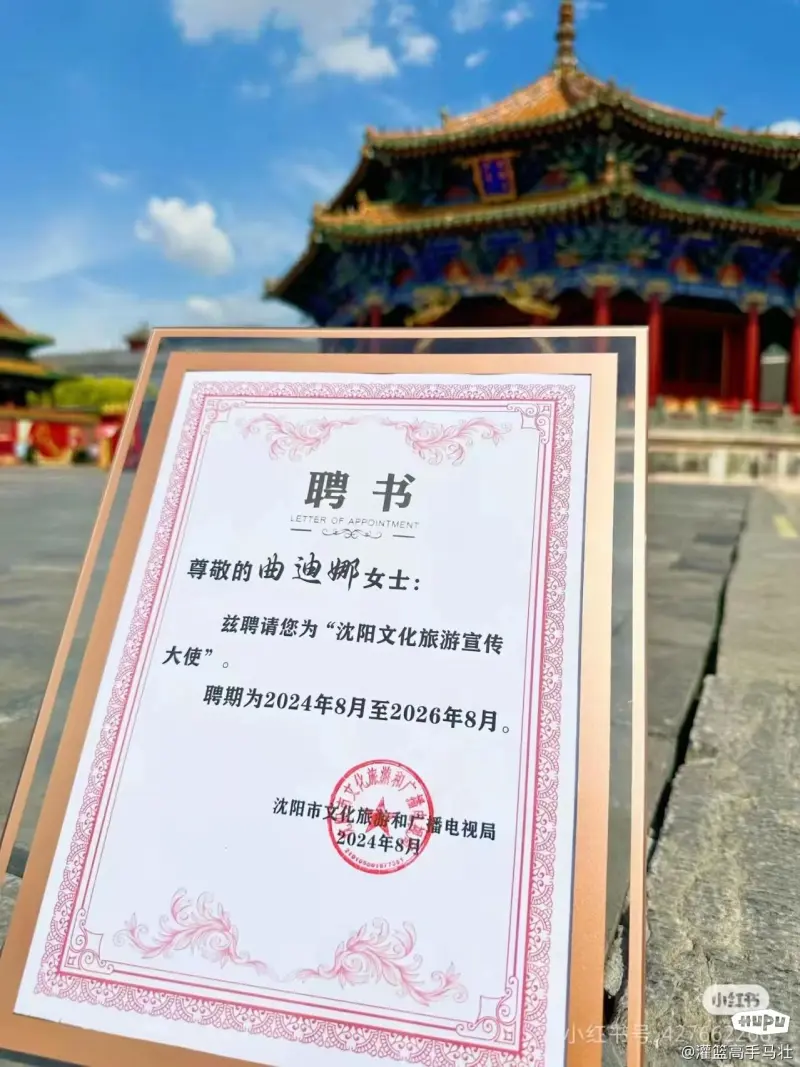 聘书
LETTER OF APPOINTMENT
尊敬的曲迪娜女士：
兹聘请您为“沈阳文化旅游宣传
大使”。
聘期为2024年8月至2026年8月。
沈阳市文化旅游和广播电视局
2024年8月
小红书
HUPU
小红书号
@灌篮高手马壮